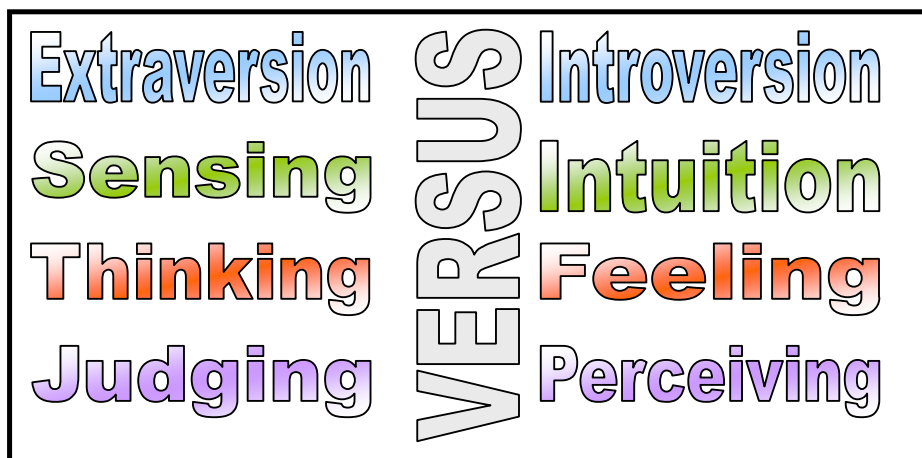 Extraversion
Sensing
Thinking
Judging
VERSUS
Introversion
Intuition
Feeling
Perceiving